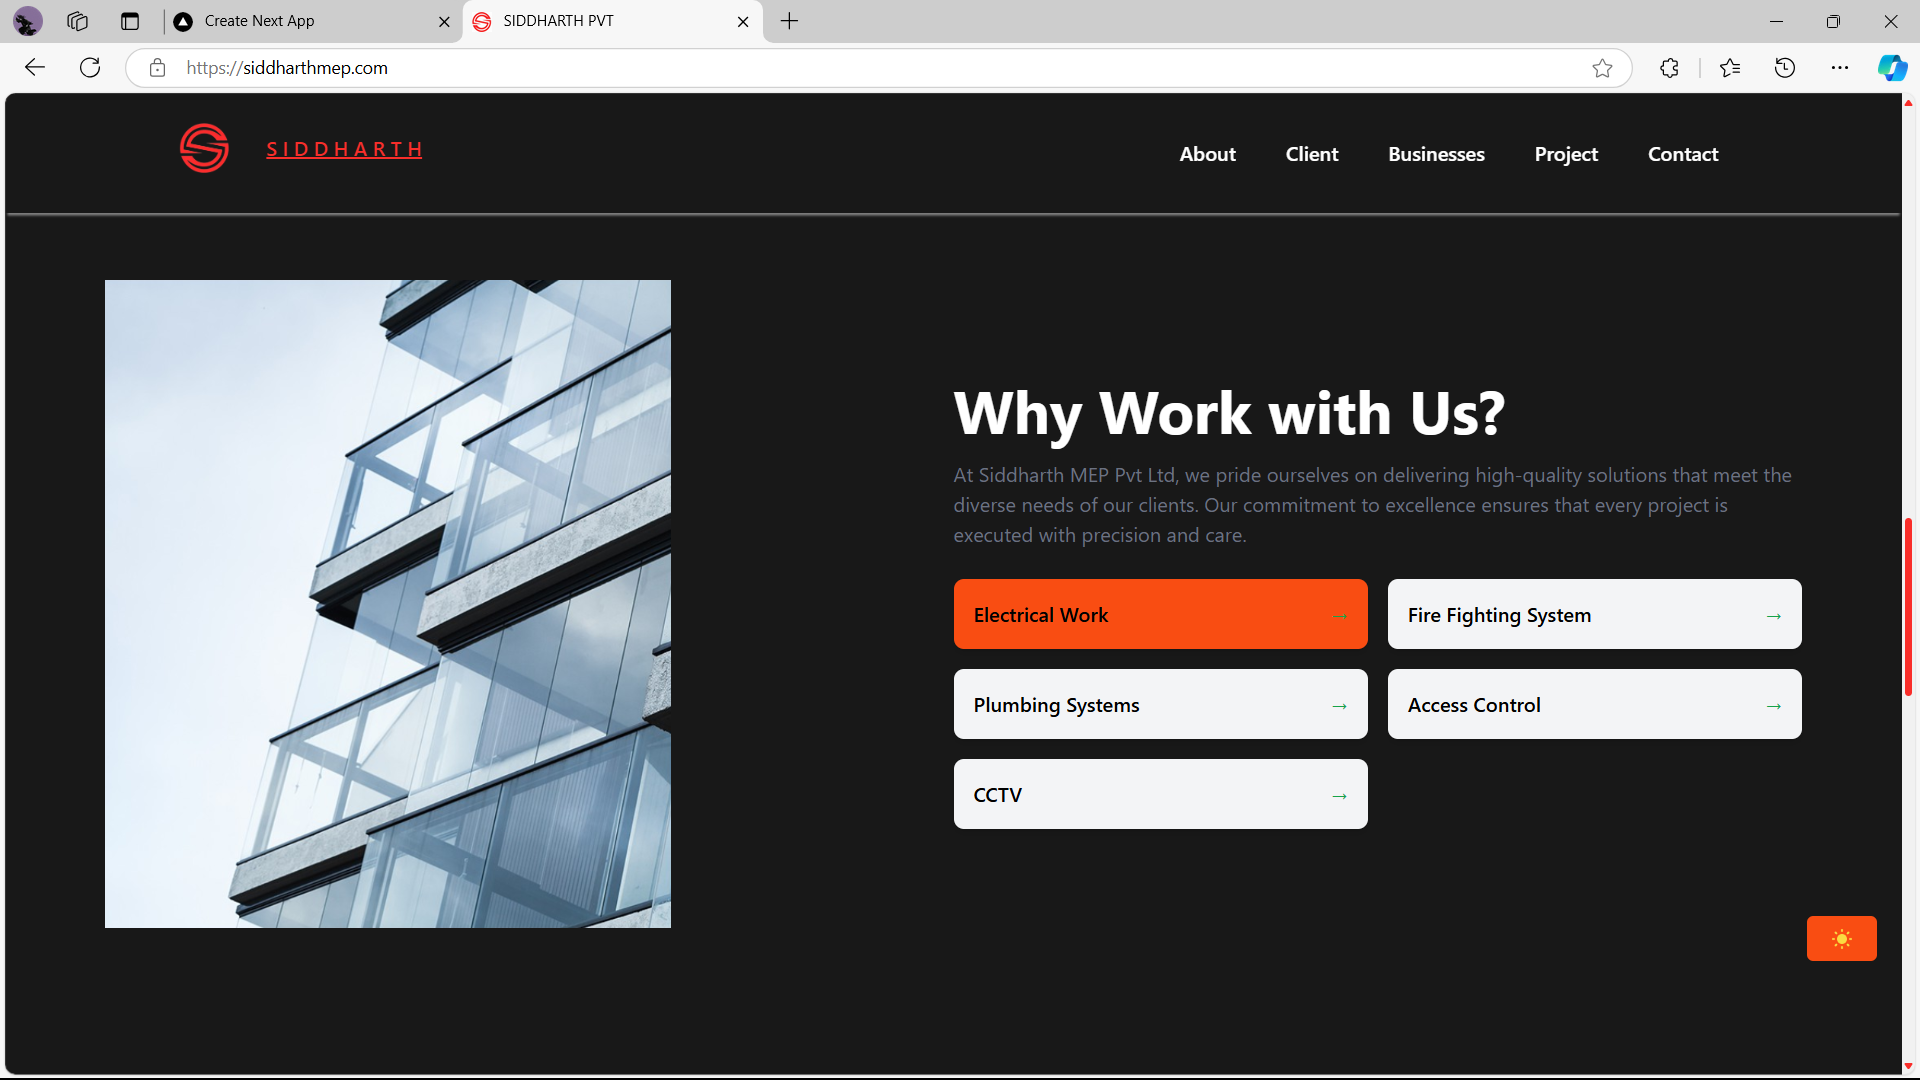 Create Next App
SIDDHARTH PVT
https://siddharthmep.com
SIDDHARTH
About
Client
Businesses
Project
Contact
Why Work with Us?
At Siddharth MEP Pvt Ltd, we pride ourselves on delivering high-quality solutions that meet the
diverse needs of our clients. Our commitment to excellence ensures that every project is
executed with precision and care.
Electrical Work →
Fire Fighting System →
Plumbing Systems →
Access Control →
CCTV →